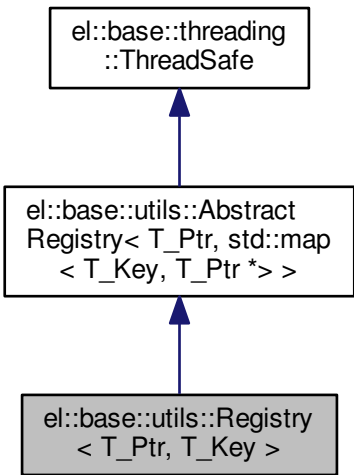 el::base::threading
::ThreadSafe
el::base::utils::Abstract
Registry< T_Ptr, std::map
< T_Key, T_Ptr *> >
el::base::utils::Registry
< T_Ptr, T_Key >